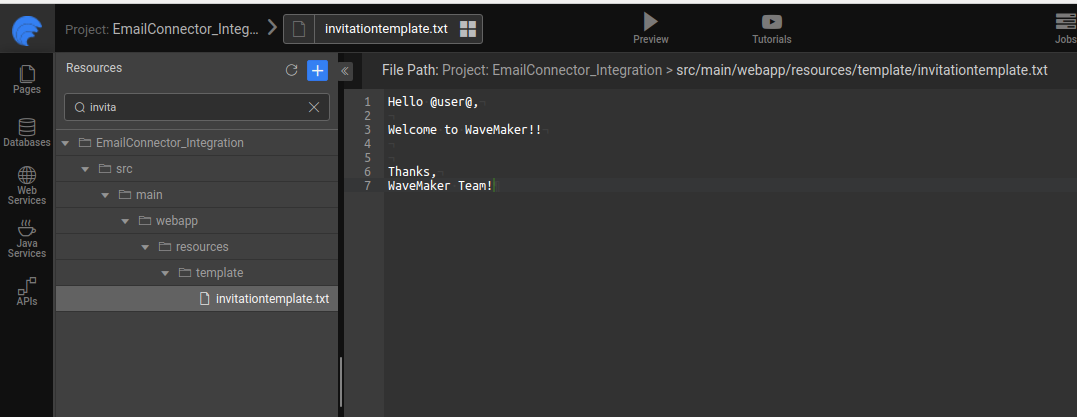 Project: EmailConnector_Integ...
invitationtemplate.txt
Preview
Tutorials
Jobs
Pages
Databases
Web
Services
Java
Services
APIs
Resources
+
«
invita
EmailConnector_Integration
src
main
webapp
resources
template
invitationtemplate.txt
File Path: Project: EmailConnector_Integration > src/main/webapp/resources/template/invitationtemplate.txt
1 Hello @user@,
2
3 Welcome to WaveMaker!!
4
5
6 Thanks,
7 WaveMaker Team!